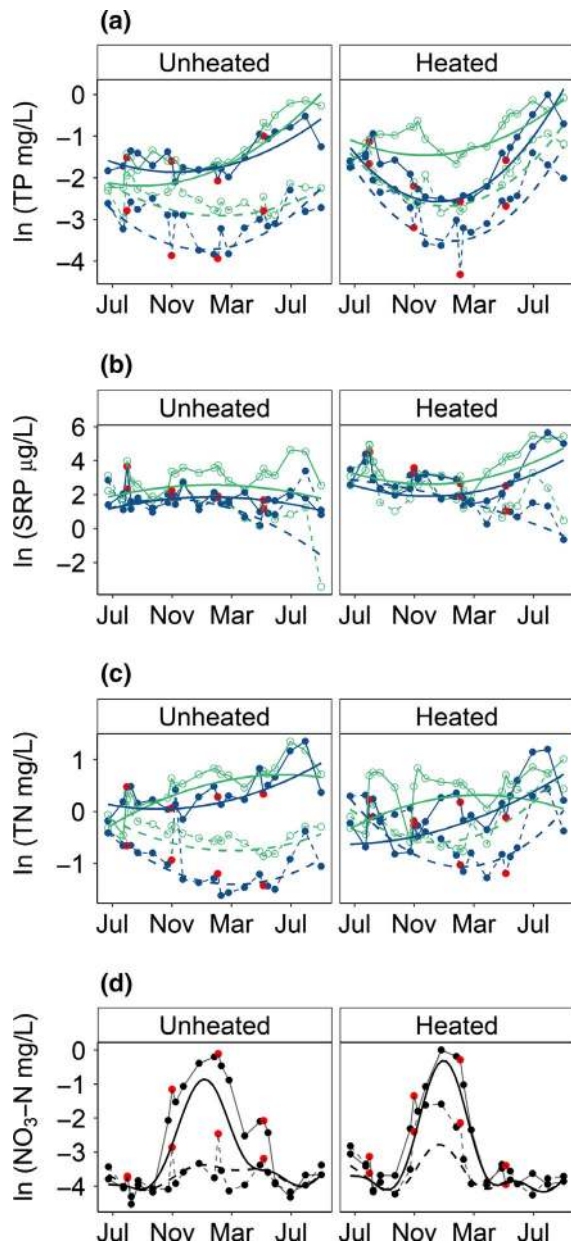 (a)
Unheated Heated
ln (TP mg/L)
0
−1
−2
−3
−4
Jul Nov Mar Jul Jul Nov Mar Jul
(b)
Unheated Heated
ln (SRP μg/L)
6
4
2
0
−2
Jul Nov Mar Jul Jul Nov Mar Jul
(c)
Unheated Heated
ln (TN mg/L)
1
0
−1
Jul Nov Mar Jul Jul Nov Mar Jul
(d)
Unheated Heated
ln (NO₃−N mg/L)
0
−1
−2
−3
−4
Jul Nov Mar Jul Jul Nov Mar Jul